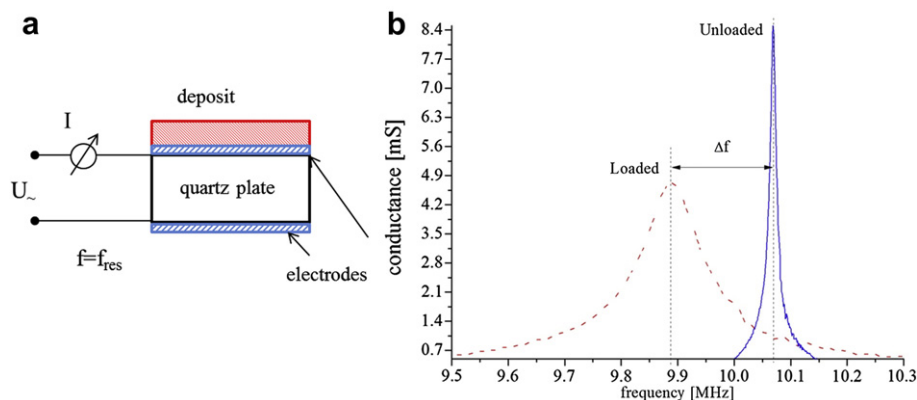 a
deposit
I
U~
quartz plate
f=fres
electrodes
b
conductance [mS]
8.4
7.7
7.0
6.3
5.6
4.9
4.2
3.5
2.8
2.1
1.4
0.7
Unloaded
Δf
Loaded
9.5 9.6 9.7 9.8 9.9 10.0 10.1 10.2 10.3
frequency [MHz]